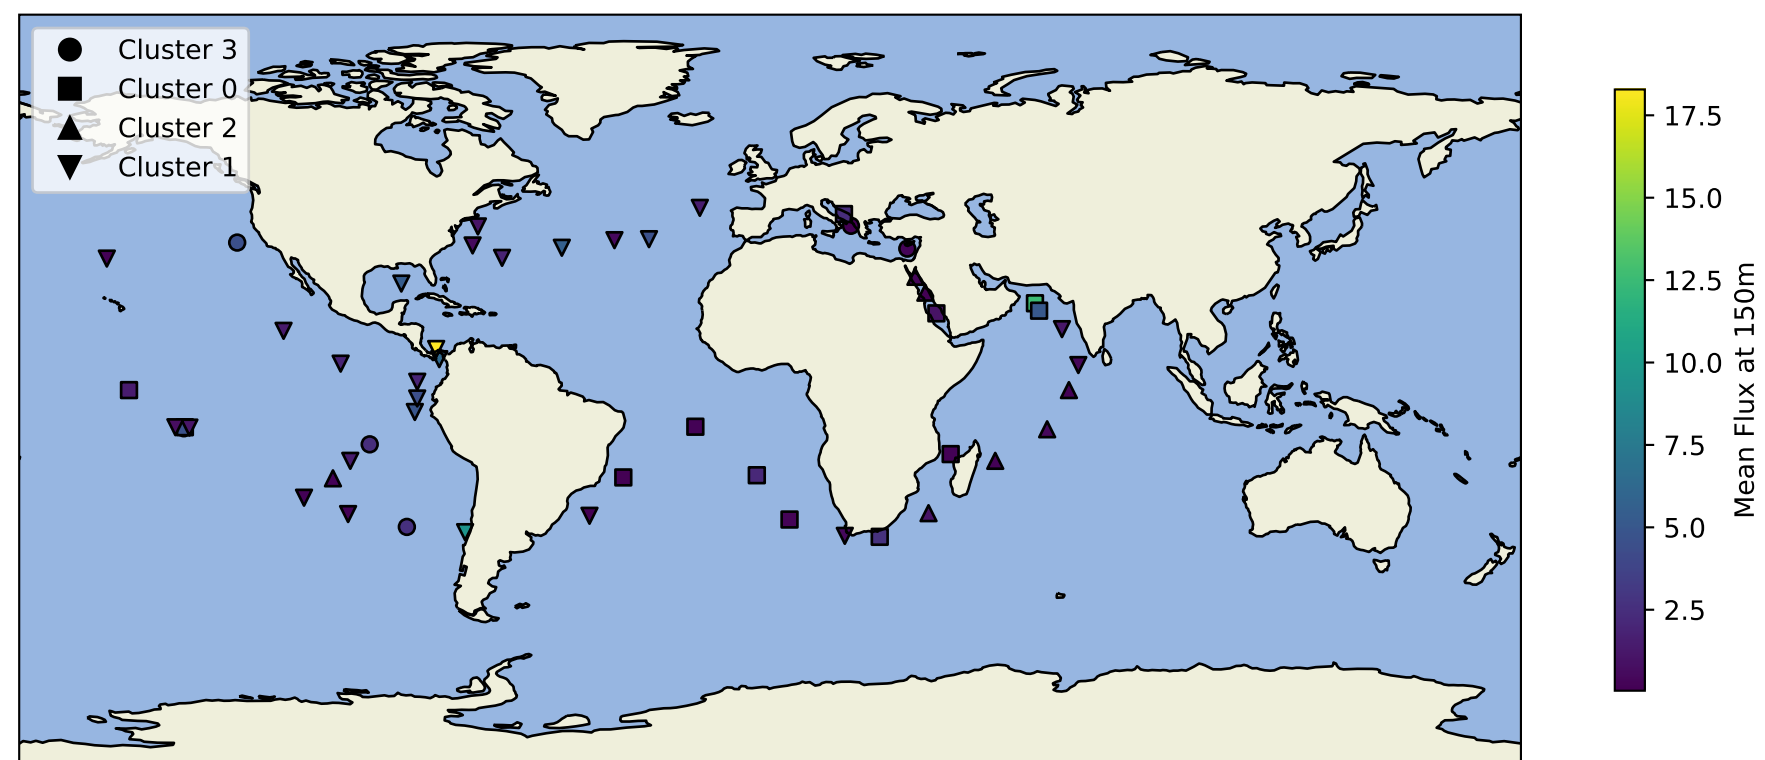 Cluster 3
Cluster 0
Cluster 2
Cluster 1
17.5
15.0
12.5
10.0
7.5
5.0
2.5
Mean Flux at 150m